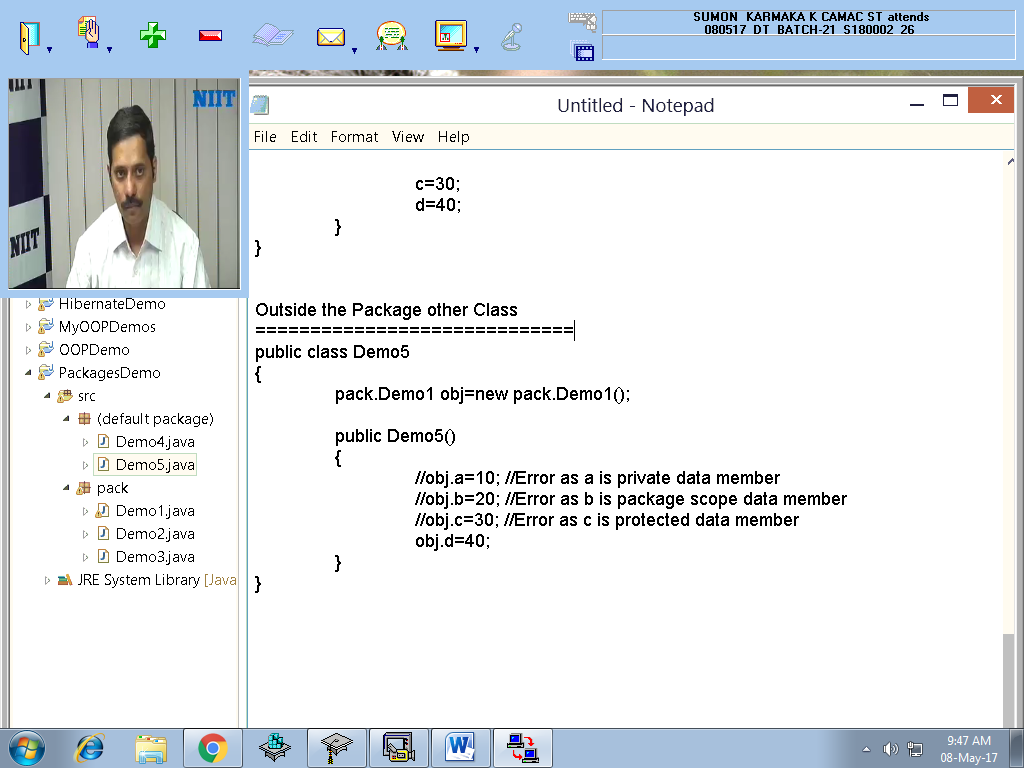 SUMON KARMAKA K CAMAC ST attends
080517 DT BATCH-21 S180002 26
NIIT
NIIT
Untitled - Notepad
File Edit Format View Help
c=30;
d=40;
}
}
Outside the Package other Class
=============================
public class Demo5
{
pack.Demo1 obj=new pack.Demo1();
public Demo5()
{
//obj.a=10; //Error as a is private data member
//obj.b=20; //Error as b is package scope data member
//obj.c=30; //Error as c is protected data member
obj.d=40;
}
}
HibernateDemo
MyOOPDemos
OOPDemo
PackagesDemo
src
(default package)
Demo4.java
Demo5.java
pack
Demo1.java
Demo2.java
Demo3.java
JRE System Library [Java
9:47 AM
08-May-17